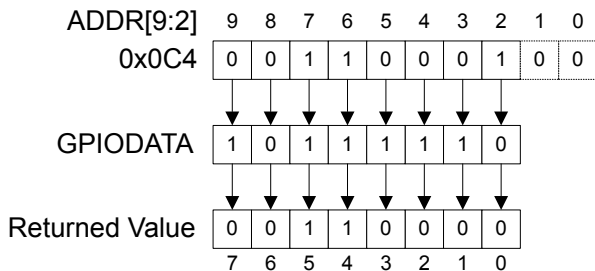 ADDR[9:2] 9 8 7 6 5 4 3 2 1 0
0x0C4 0 0 1 1 0 0 0 1 0 0
GPIODATA 1 0 1 1 1 1 1 0
Returned Value 0 0 1 1 0 0 0 0
7 6 5 4 3 2 1 0